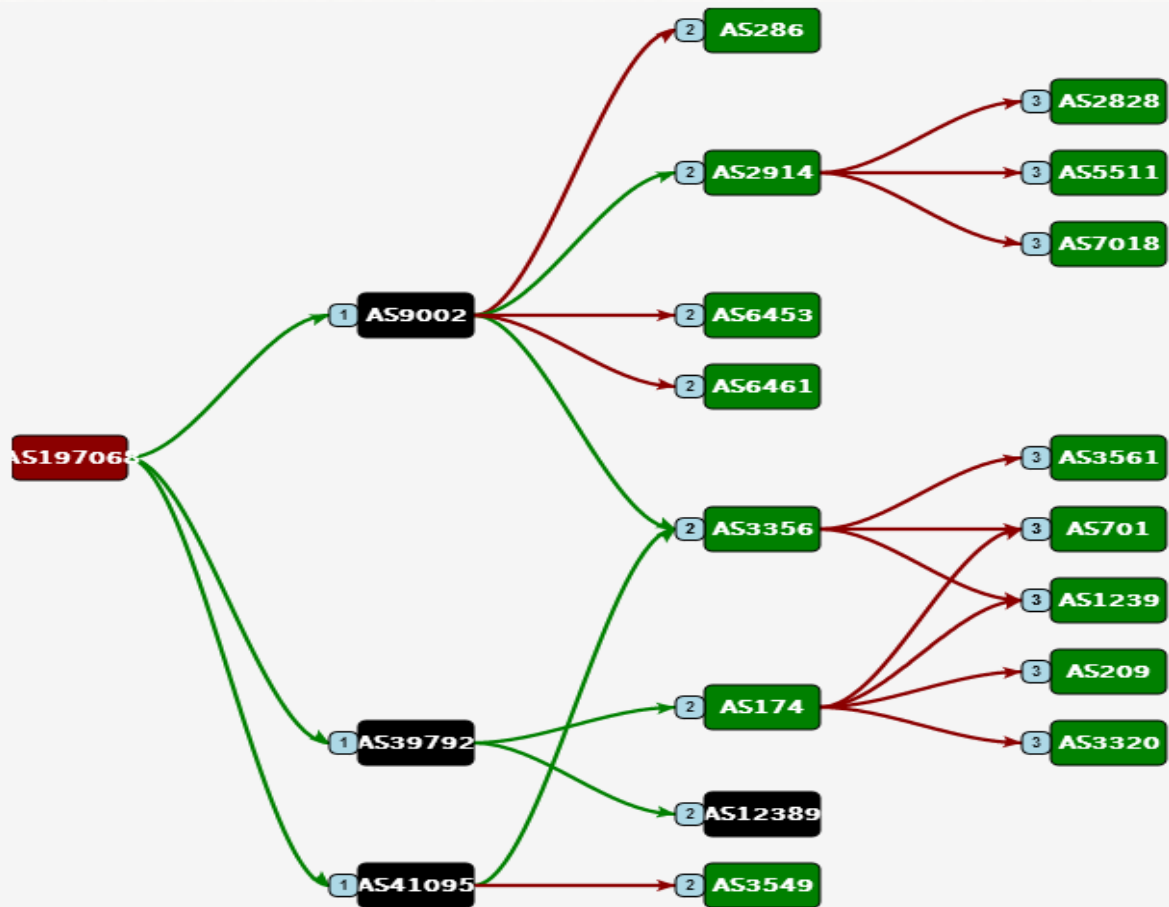 2 AS286
3 AS2828
2 AS2914
3 AS5511
3 AS7018
1 AS9002
2 AS6453
2 AS6461
AS197068
3 AS3561
2 AS3356
3 AS701
3 AS1239
3 AS209
2 AS174
1 AS39792
3 AS3320
2 AS12389
1 AS41095
2 AS3549